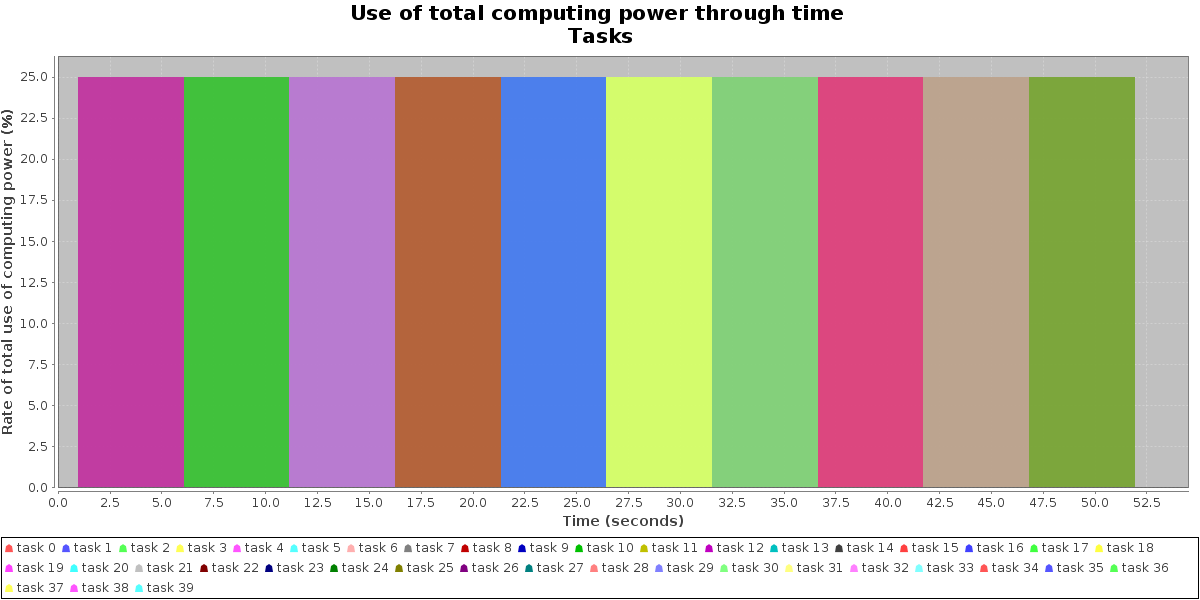 Use of total computing power through time
Tasks
Rate of total use of computing power (%)
25.0
22.5
20.0
17.5
15.0
12.5
10.0
7.5
5.0
2.5
0.0
0.0 2.5 5.0 7.5 10.0 12.5 15.0 17.5 20.0 22.5 25.0 27.5 30.0 32.5 35.0 37.5 40.0 42.5 45.0 47.5 50.0 52.5
Time (seconds)
task 0 task 1 task 2 task 3 task 4 task 5 task 6 task 7 task 8 task 9 task 10 task 11 task 12 task 13 task 14 task 15 task 16 task 17 task 18
task 19 task 20 task 21 task 22 task 23 task 24 task 25 task 26 task 27 task 28 task 29 task 30 task 31 task 32 task 33 task 34 task 35 task 36
task 37 task 38 task 39